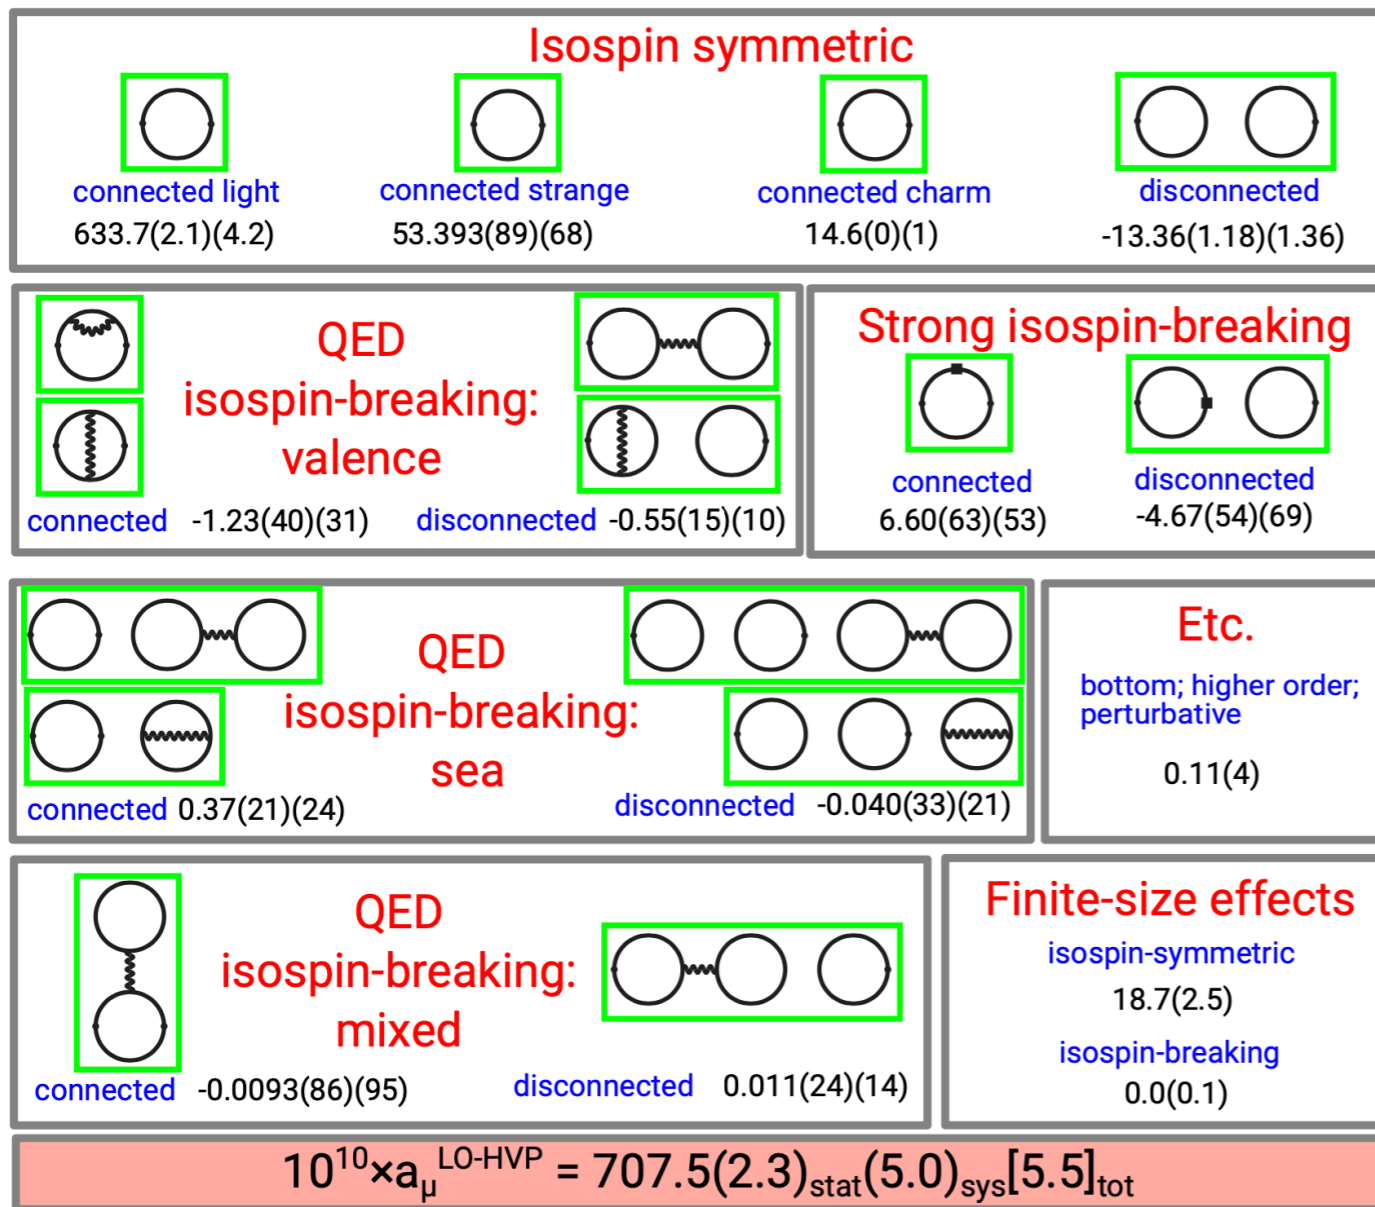 Isospin symmetric
connected light
633.7(2.1)(4.2)
connected strange
53.393(89)(68)
connected charm
14.6(0)(1)
disconnected
-13.36(1.18)(1.36)
QED
isospin-breaking:
valence
connected -1.23(40)(31)
disconnected -0.55(15)(10)
Strong isospin-breaking
connected
6.60(63)(53)
disconnected
-4.67(54)(69)
QED
isospin-breaking:
sea
connected 0.37(21)(24)
disconnected -0.040(33)(21)
Etc.
bottom; higher order;
perturbative
0.11(4)
QED
isospin-breaking:
mixed
connected -0.0093(86)(95)
disconnected 0.011(24)(14)
Finite-size effects
isospin-symmetric
18.7(2.5)
isospin-breaking
0.0(0.1)
10¹⁰×aμ^LO-HVP = 707.5(2.3)stat(5.0)sys[5.5]tot